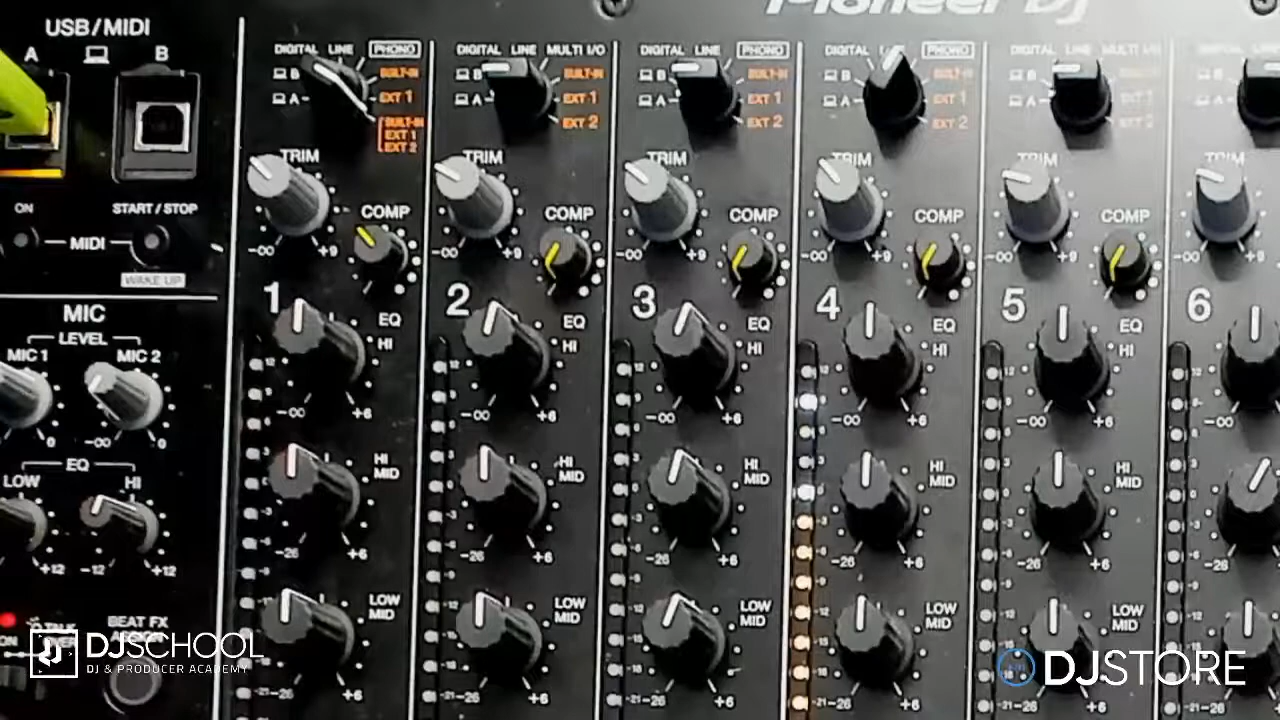 Pioneer Dj
USB/MIDI
A
B
ON
START / STOP
MIDI
WAKE UP
MIC
LEVEL
MIC 1
MIC 2
-∞
0
0
EQ
LOW
HI
+12
-12
+12
BEAT FX
DIGITAL LINE PHONO
B
A
BUILT-IN
EXT 1
BUILT-IN
EXT 1
EXT 2
TRIM
-∞ +9
COMP
1
EQ
HI
-∞ +6
HI
MID
-26 +6
LOW
MID
-26 +6
DIGITAL LINE MULTI I/O
B
A
BUILT-IN
EXT 1
EXT 2
TRIM
-∞ +9
COMP
2
EQ
HI
-∞ +6
HI
MID
-26 +6
LOW
MID
-26 +6
DIGITAL LINE PHONO
B
A
BUILT-IN
EXT 1
EXT 2
TRIM
-∞ +9
COMP
3
EQ
HI
-∞ +6
HI
MID
-26 +6
LOW
MID
-26 +6
DIGITAL PHONO
B
A
BUILT-IN
EXT 1
EXT 2
TRIM
-∞ +9
COMP
4
EQ
HI
-∞ +6
HI
MID
-26 +6
LOW
MID
-26 +6
DIGITAL LINE MULTI I/O
B
A
BUILT-IN
EXT 1
EXT 2
TRIM
-∞ +9
COMP
5
EQ
HI
-∞ +6
HI
MID
-26 +6
LOW
MID
-26 +6
TRIM
-∞
6
-∞
-26
-26
DJSCHOOL
DJ & PRODUCER ACADEMY
DJSTORE